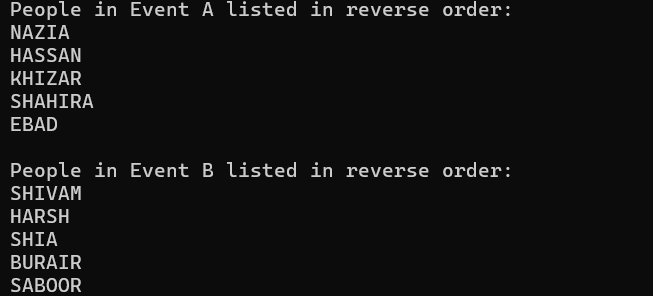 People in Event A listed in reverse order:
NAZIA
HASSAN
KHIZAR
SHAHIRA
EBAD
People in Event B listed in reverse order:
SHIVAM
HARSH
SHIA
BURAIR
SABOOR